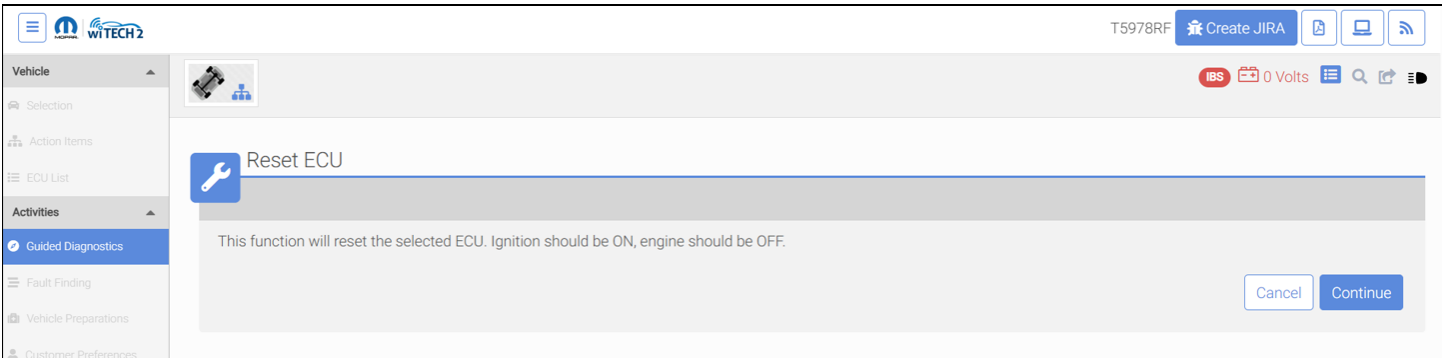 MOPAR wiTECH 2
T5978RF Create JIRA
Vehicle
IBS 0 Volts
Selection
Action Items
Reset ECU
ECU List
Activities
This function will reset the selected ECU. Ignition should be ON, engine should be OFF.
Guided Diagnostics
Fault Finding
Cancel Continue
Vehicle Preparations
Customer Preferences